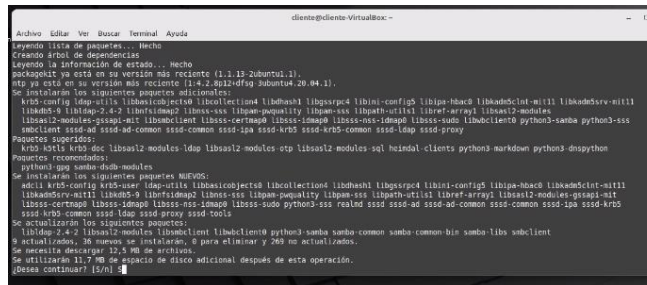 cliente@cliente-VirtualBox: ~
Archivo Editar Ver Buscar Terminal Ayuda
Leyendo lista de paquetes... Hecho
Creando árbol de dependencias
Leyendo la información de estado... Hecho
packagekit ya está en su versión más reciente (1.1.13-2ubuntu1.1).
ntp ya está en su versión más reciente (1:4.2.8p12+dfsg-3ubuntu4.20.04.1).
Se instalarán los siguientes paquetes adicionales:
krb5-config ldap-utils libbasicobjects0 libcollection4 libdhash1 libgssrpc4 libini-config5 libipa-hbac0 libkadm5clnt-mit11 libkadm5srv-mit11
libkdb5-9 libldap-2.4-2 libnfsidmap2 libnss-sss libpam-pwquality libpam-sss libpath-utils1 libref-array1 libsasl2-modules
libsasl2-modules-gssapi-mit libsmbclient libsss-certmap0 libsss-idmap0 libsss-nss-idmap0 libsss-sudo libwbclient0 python3-samba python3-sss
smbclient sssd-ad sssd-ad-common sssd-common sssd-ipa sssd-krb5 sssd-krb5-common sssd-ldap sssd-proxy
Paquetes sugeridos:
krb5-k5tls krb5-doc libsasl2-modules-ldap libsasl2-modules-otp libsasl2-modules-sql heimdal-clients python3-markdown python3-dnspython
Paquetes recomendados:
python3-gpg samba-dsdb-modules
Se instalarán los siguientes paquetes NUEVOS:
adcli krb5-config krb5-user ldap-utils libbasicobjects0 libcollection4 libdhash1 libgssrpc4 libini-config5 libipa-hbac0 libkadm5clnt-mit11
libkadm5srv-mit11 libkdb5-9 libnfsidmap2 libnss-sss libpam-pwquality libpam-sss libpath-utils1 libref-array1 libsasl2-modules-gssapi-mit
libsss-certmap0 libsss-idmap0 libsss-nss-idmap0 libsss-sudo python3-sss realmd sssd sssd-ad sssd-ad-common sssd-common sssd-ipa sssd-krb5
sssd-krb5-common sssd-ldap sssd-proxy sssd-tools
Se actualizarán los siguientes paquetes:
libldap-2.4-2 libsasl2-modules libsmbclient libwbclient0 python3-samba samba-common samba-common-bin samba-libs smbclient
9 actualizados, 36 nuevos se instalarán, 0 para eliminar y 269 no actualizados.
Se necesita descargar 12,5 MB de archivos.
Se utilizarán 11,7 MB de espacio de disco adicional después de esta operación.
¿Desea continuar? [S/n] S